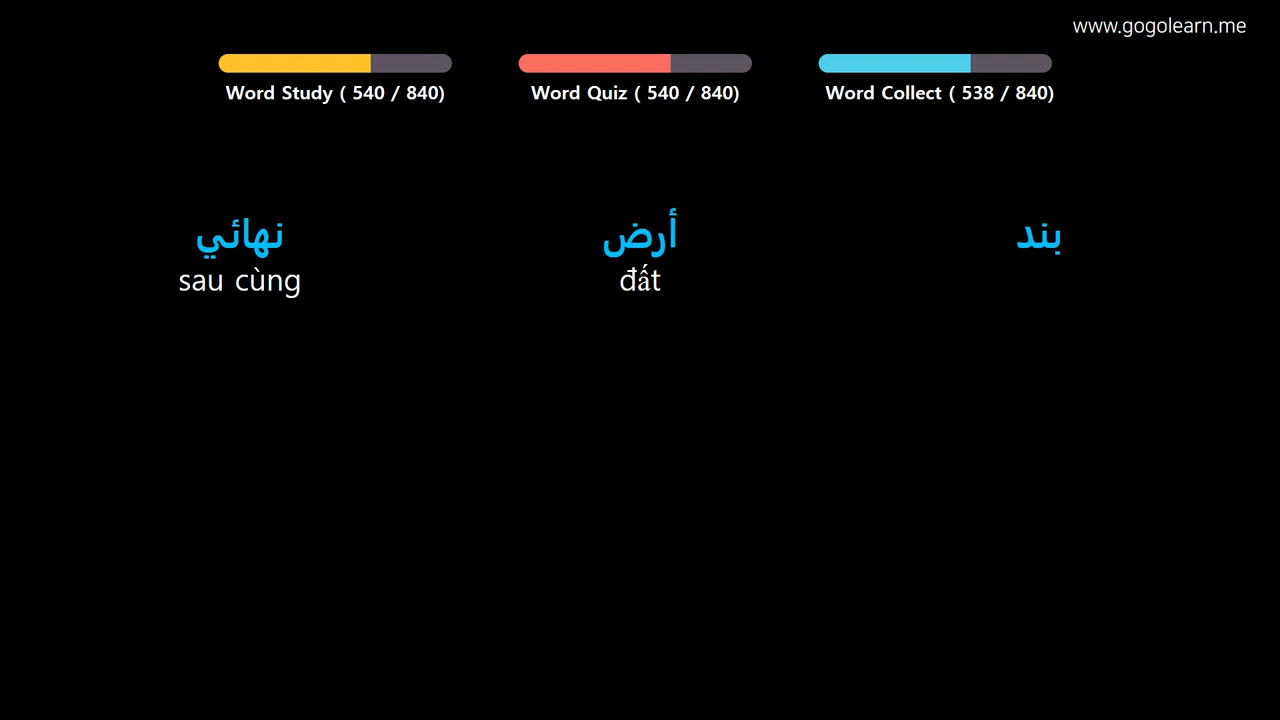 www.gogolearn.me
Word Study ( 540 / 840)
Word Quiz ( 540 / 840)
Word Collect ( 538 / 840)
نهائي
sau cùng
أرض
đất
بند